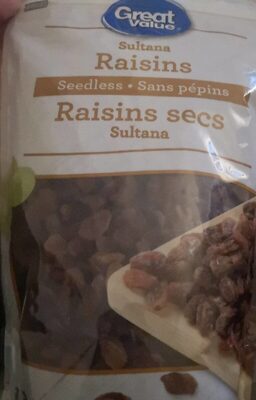 Great
Value
Sultana
Raisins
Seedless • Sans pépins
Raisins secs
Sultana